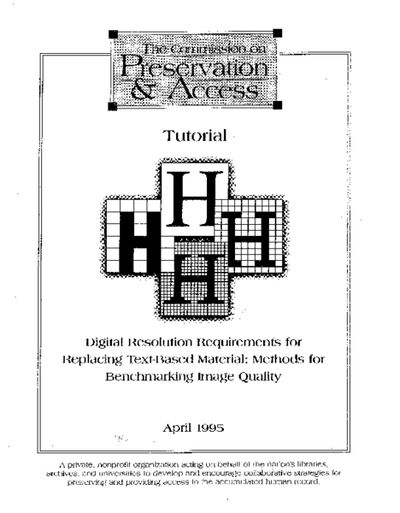 The Commission on
Preservation
& Access
Tutorial
H
H H
H
Digital Resolution Requirements for
Replacing Text-Based Material: Methods for
Benchmarking Image Quality
April 1995
A private, nonprofit organization acting on behalf of the nation's libraries,
archives, and universities to develop and encourage collaborative strategies for
preserving and providing access to the accumulated human record.